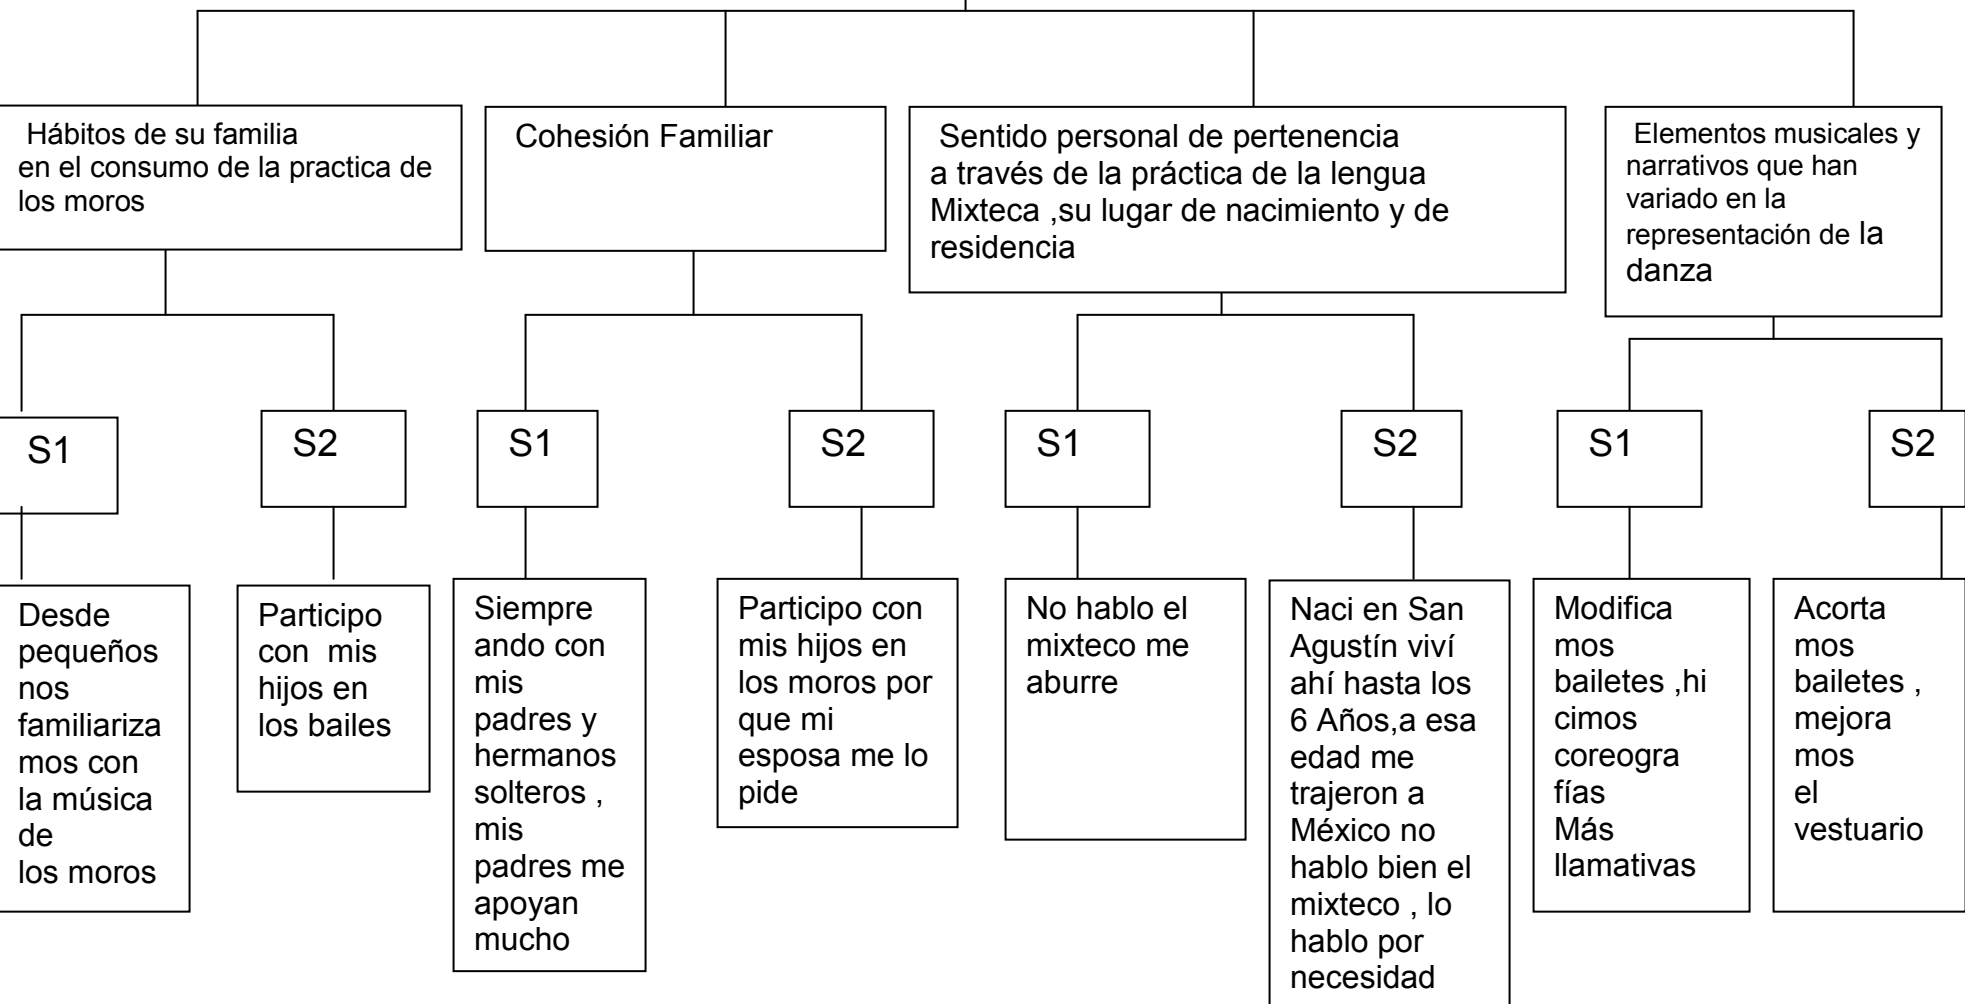 Hábitos de su familia
en el consumo de la practica de
los moros
Cohesión Familiar
Sentido personal de pertenencia
a través de la práctica de la lengua
Mixteca ,su lugar de nacimiento y de
residencia
Elementos musicales y
narrativos que han
variado en la
representación de la
danza
S1
S2
S1
S2
S1
S2
S1
S2
Desde
pequeños
nos
familiariza
mos con
la música
de
los moros
Participo
con mis
hijos en
los bailes
Siempre
ando con
mis
padres y
hermanos
solteros ,
mis
padres me
apoyan
mucho
Participo con
mis hijos en
los moros por
que mi
esposa me lo
pide
No hablo el
mixteco me
aburre
Naci en San
Agustín viví
ahí hasta los
6 Años,a esa
edad me
trajeron a
México no
hablo bien el
mixteco , lo
hablo por
necesidad
Modifica
mos
bailetes ,hi
cimos
coreogra
fías
Más
llamativas
Acorta
mos
bailetes ,
mejora
mos
el
vestuario